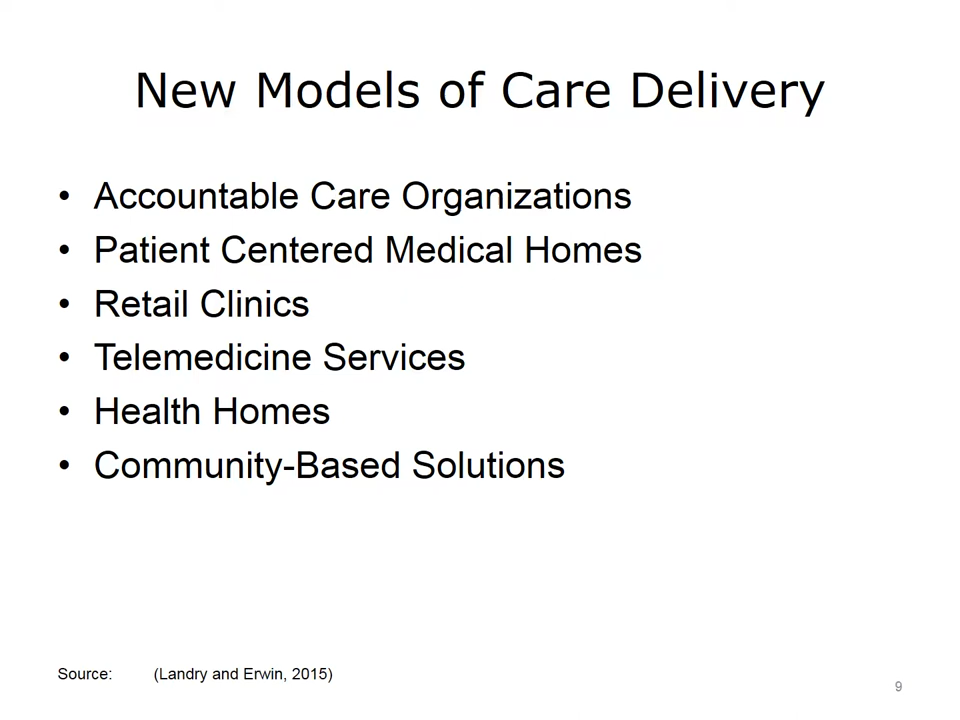 New Models of Care Delivery
• Accountable Care Organizations
• Patient Centered Medical Homes
• Retail Clinics
• Telemedicine Services
• Health Homes
• Community-Based Solutions
Source: (Landry and Erwin, 2015)
9